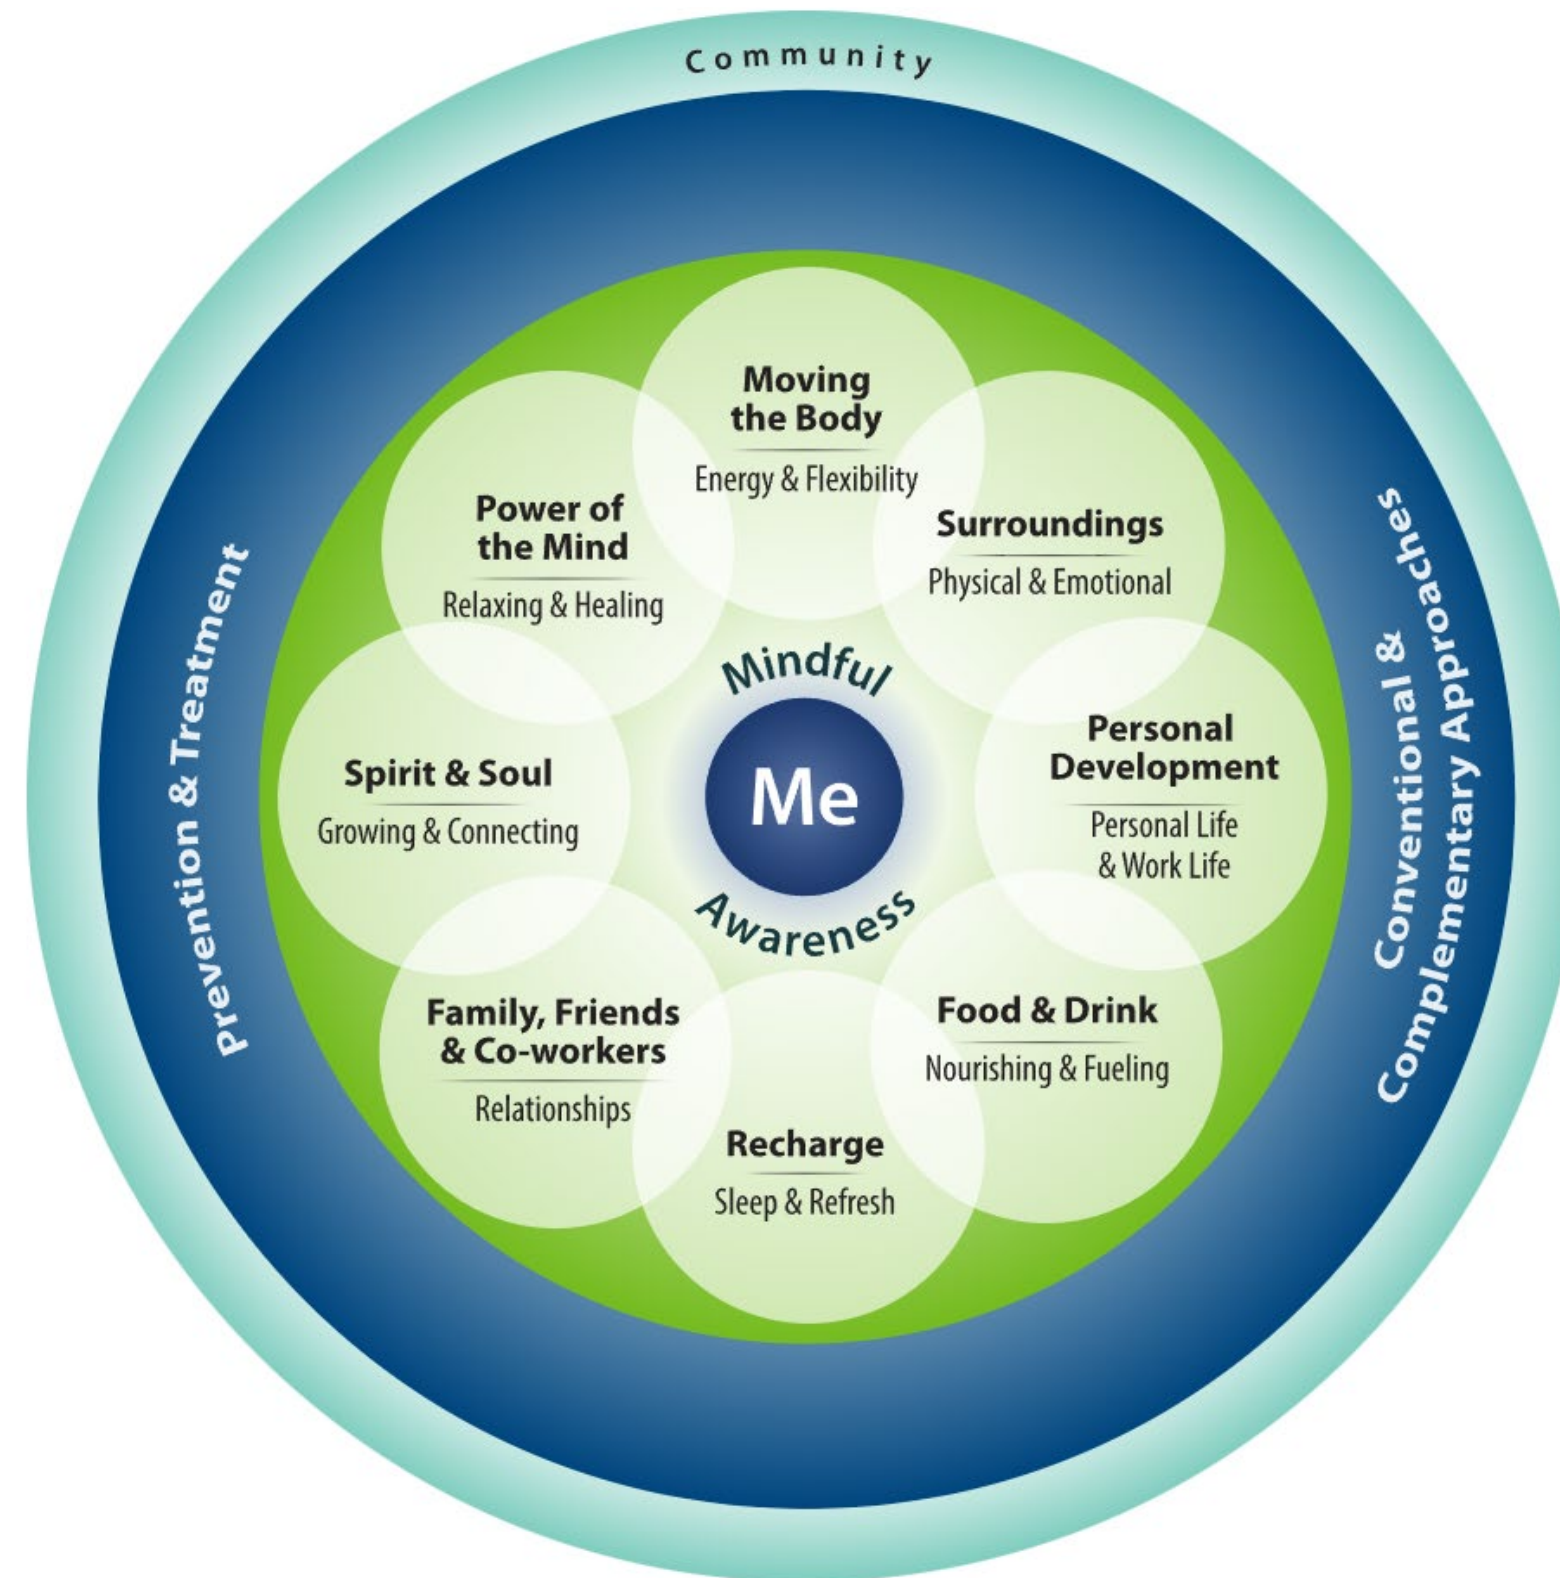 Community
Prevention & Treatment
Conventional &
Complementary Approaches
Moving
the Body
Energy & Flexibility
Surroundings
Physical & Emotional
Personal
Development
Personal Life
& Work Life
Food & Drink
Nourishing & Fueling
Recharge
Sleep & Refresh
Family, Friends
& Co-workers
Relationships
Spirit & Soul
Growing & Connecting
Power of
the Mind
Relaxing & Healing
Mindful
Me
Awareness